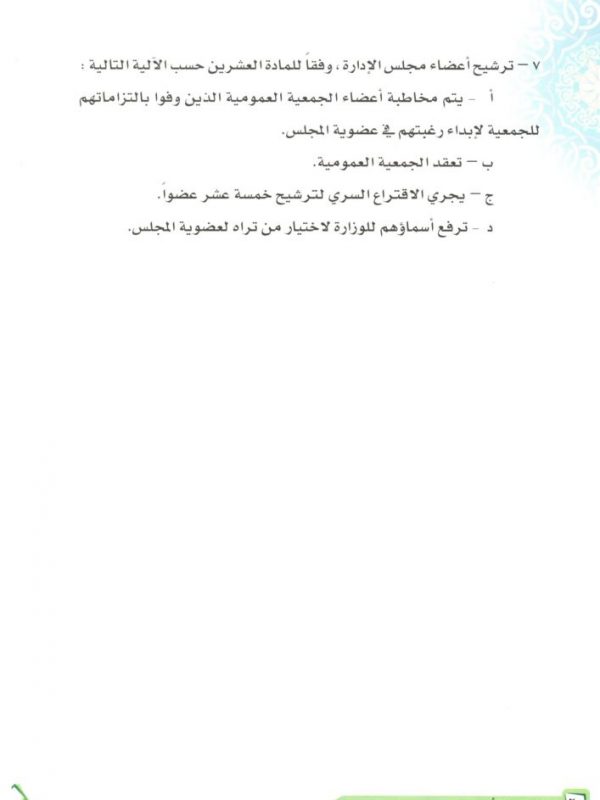 ٧ – ترشيح أعضاء مجلس الإدارة ، وفقاً للمادة العشرين حسب الآلية التالية :
أ - يتم مخاطبة أعضاء الجمعية العمومية الذين وفوا بالتزاماتهم
للجمعية لإبداء رغبتهم في عضوية المجلس.
ب – تعقد الجمعية العمومية.
ج – يجري الاقتراع السري لترشيح خمسة عشر عضواً.
د - ترفع أسماؤهم للوزارة لاختيار من تراه لعضوية المجلس.